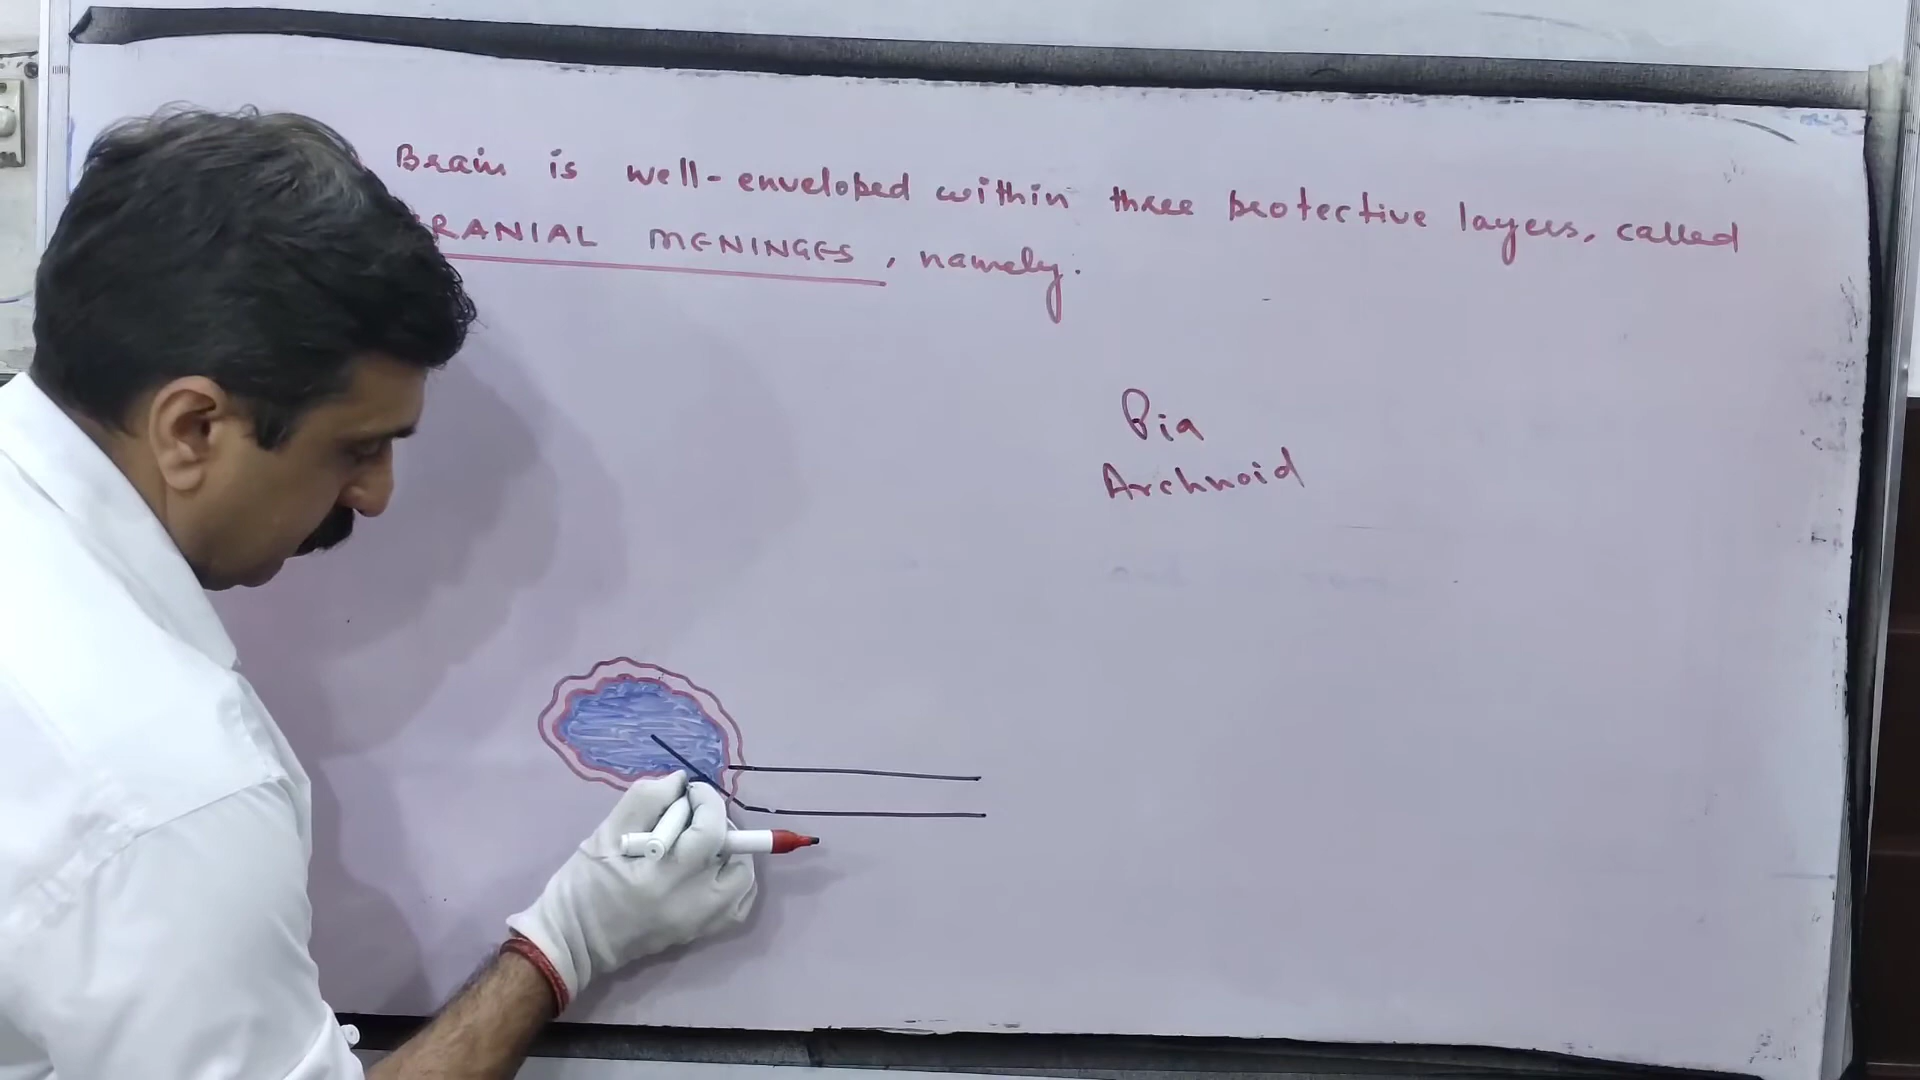 Brain is well-enveloped within three protective layers, called
RANIAL MENINGES, namely.
Pia
Archnoid